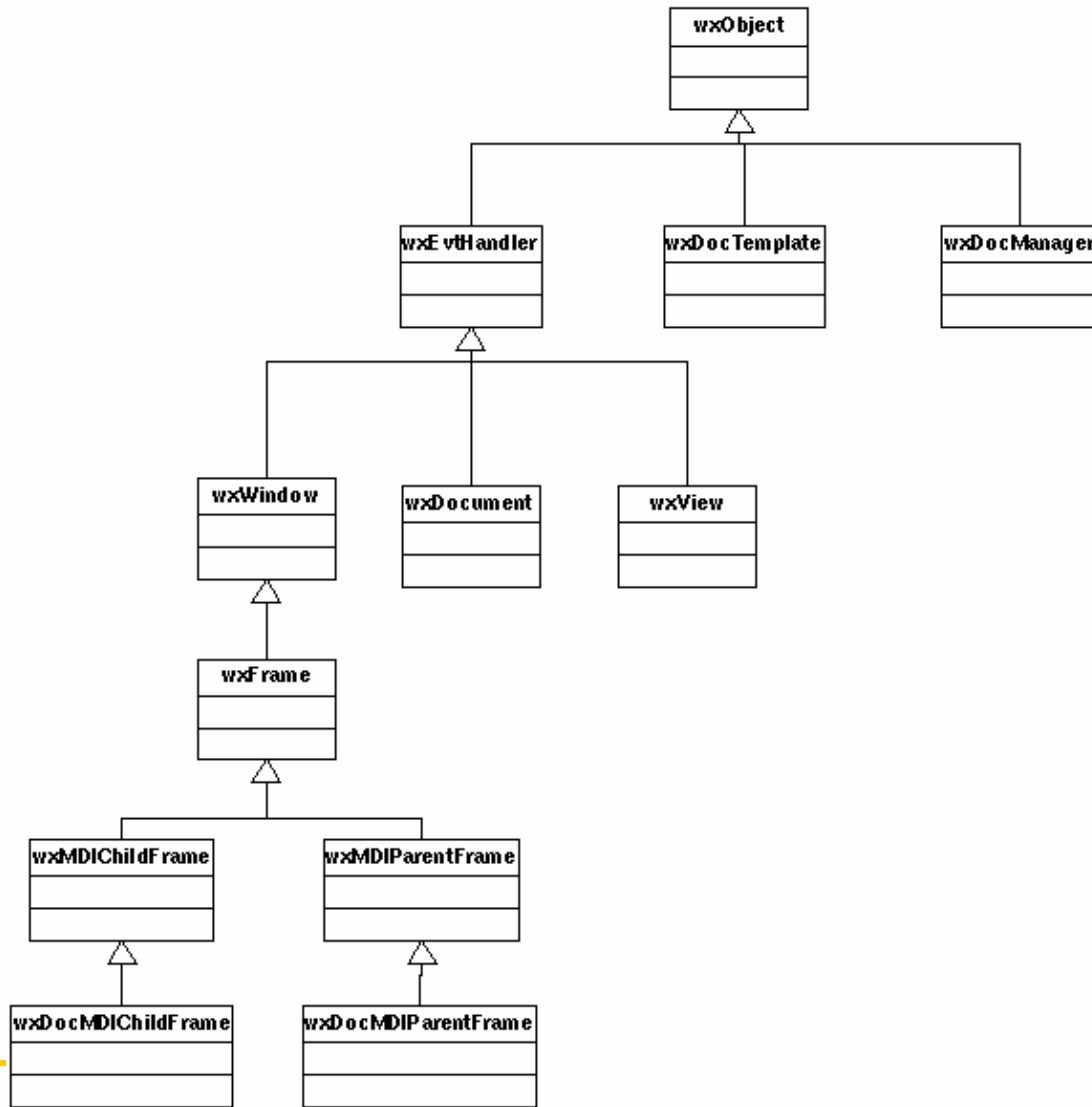 wxObject
wxEvtHandler
wxDocTemplate
wxDocManager
wxWindow
wxDocument
wxView
wxFrame
wxMDIChildFrame
wxMDIParentFrame
wxDocMDIChildFrame
wxDocMDIParentFrame